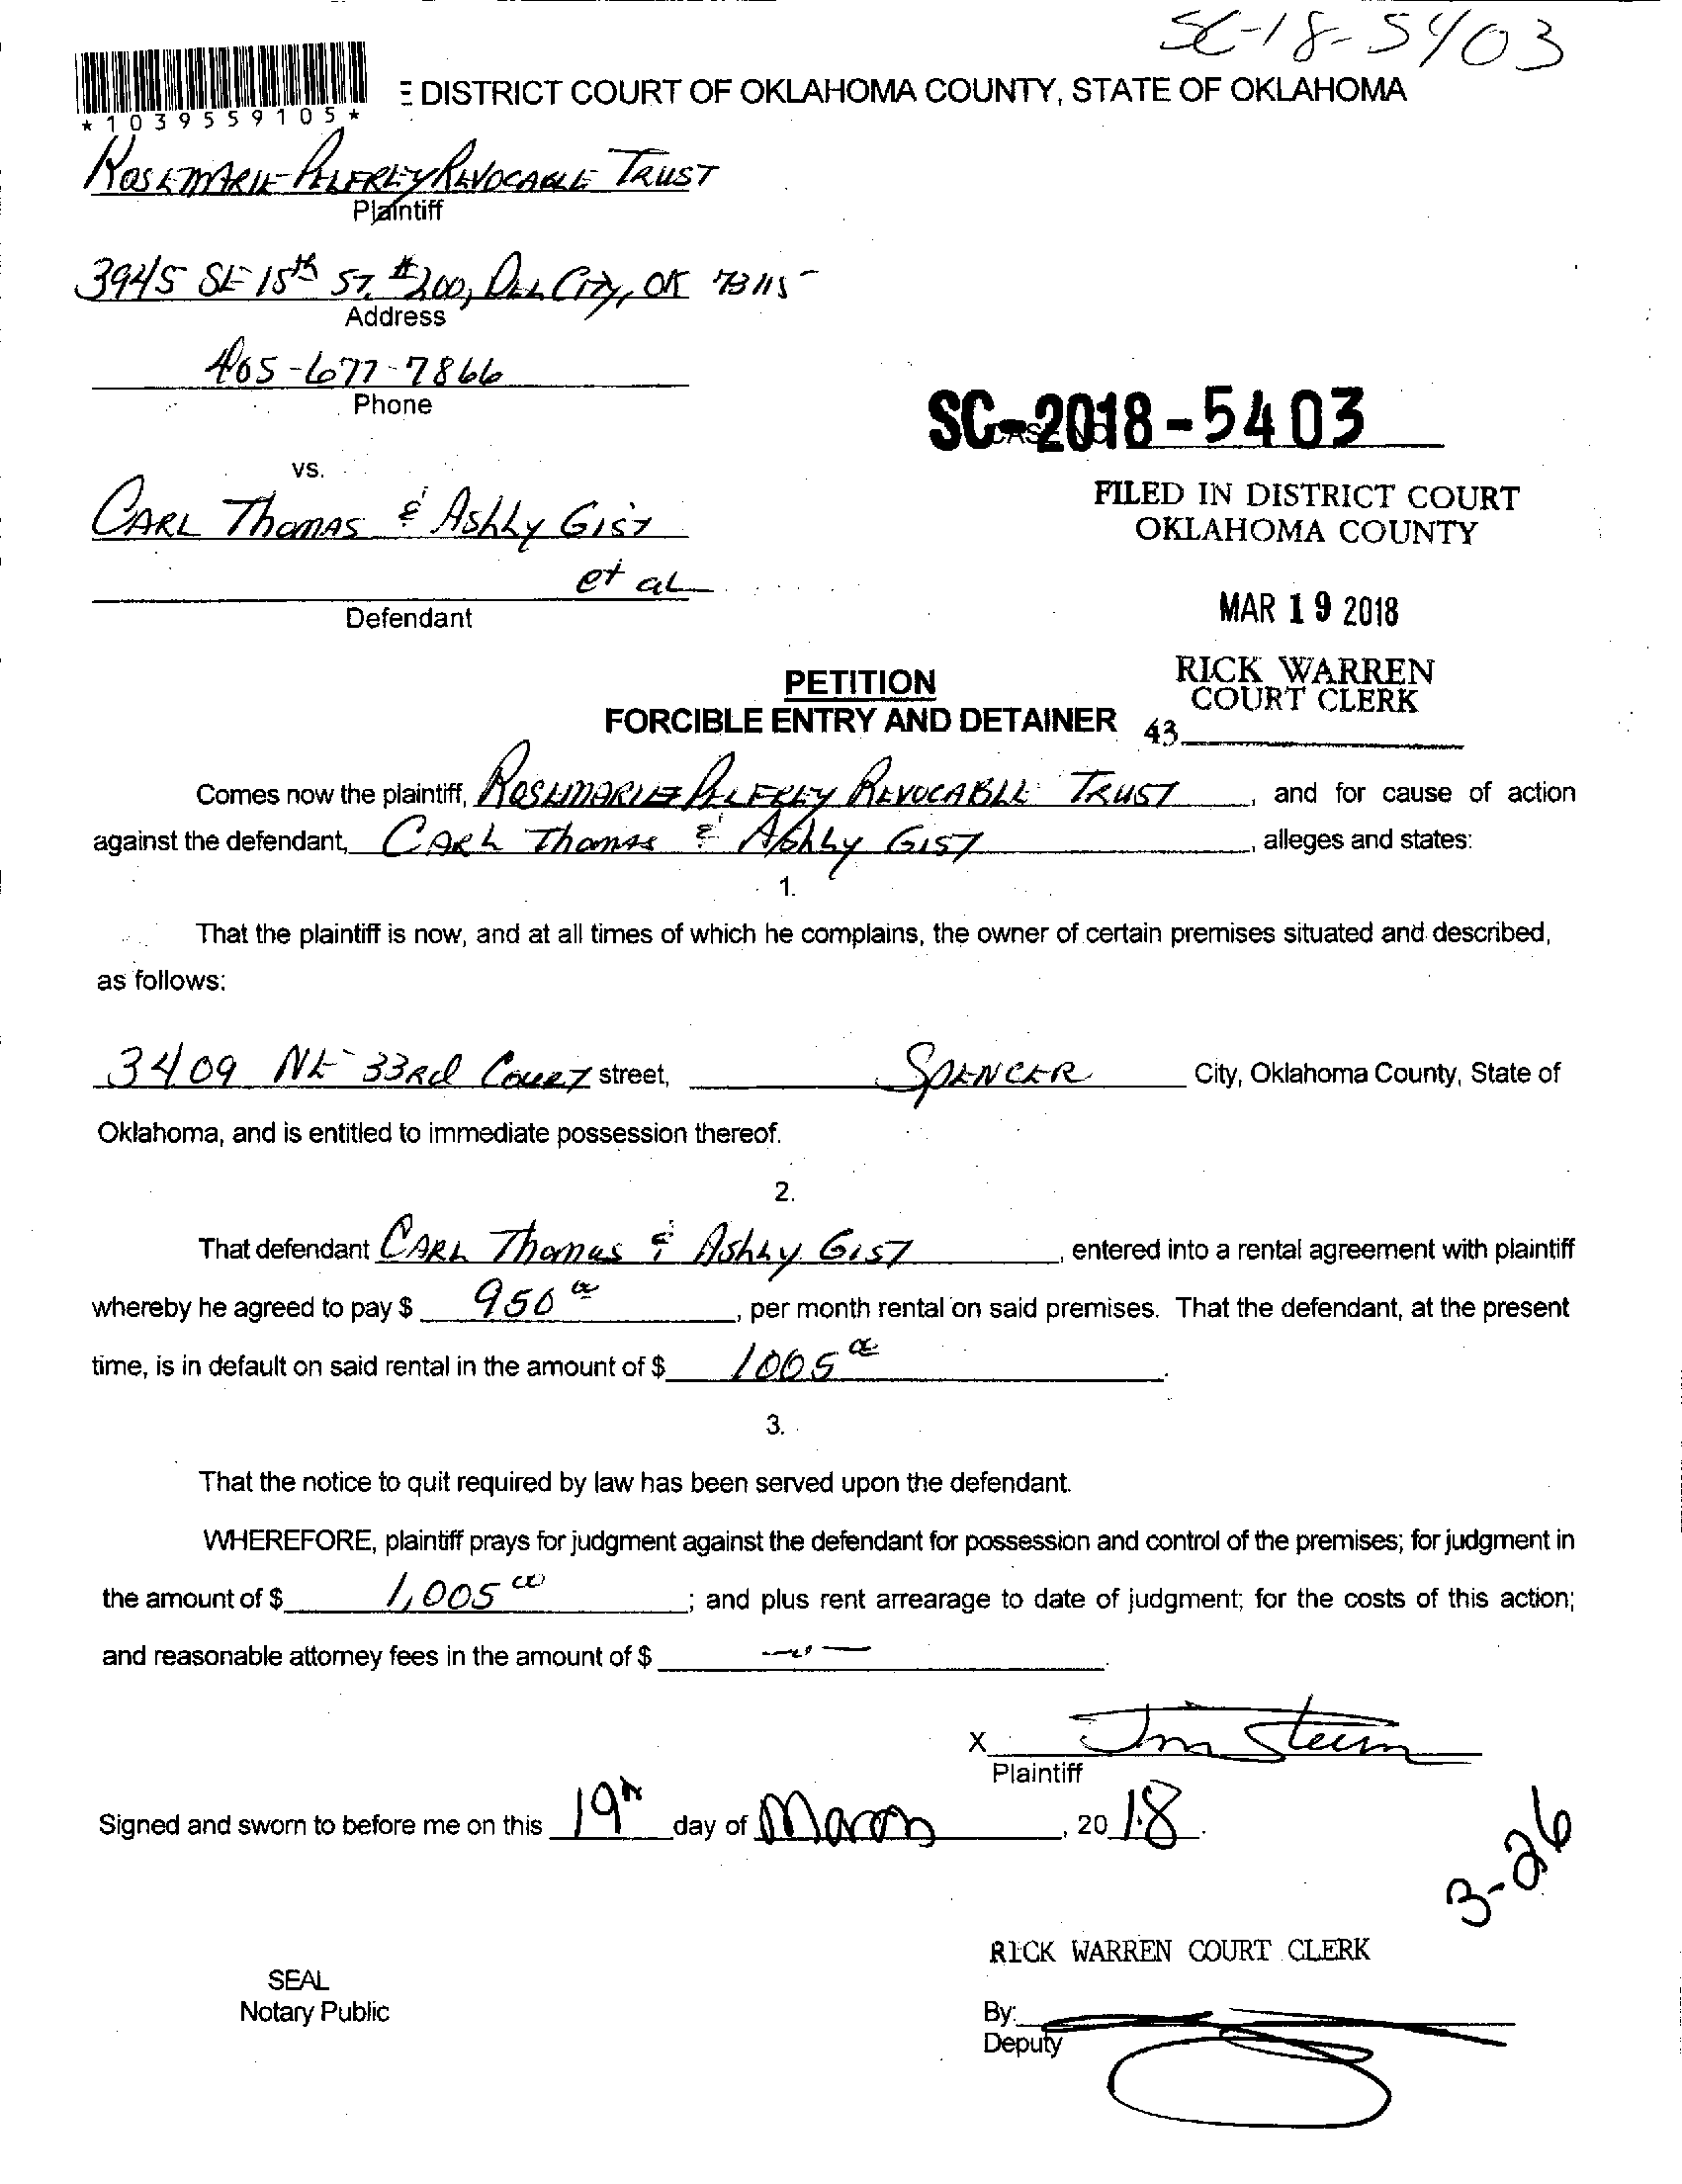 SC-18-5403
*1039559105*
E DISTRICT COURT OF OKLAHOMA COUNTY, STATE OF OKLAHOMA
ROSEMARIE PELFREY REVOCABLE TRUST
Plaintiff
3945 SE 15th ST, #200, DEL CITY, OK 73115
Address
405-677-7866
Phone
SC-2018-5403
vs.
CARL THOMAS & Ashly GIST
FILED IN DISTRICT COURT
OKLAHOMA COUNTY
et al
Defendant
MAR 19 2018
PETITION
RICK WARREN
COURT CLERK
FORCIBLE ENTRY AND DETAINER
43
Comes now the plaintiff, ROSEMARIE PELFREY REVOCABLE TRUST, and for cause of action
against the defendant, CARL Thomas & Ashly GIST, alleges and states:
1.
That the plaintiff is now, and at all times of which he complains, the owner of certain premises situated and described,
as follows:
3409 NE 33Rd COURT street, SPENCER City, Oklahoma County, State of
Oklahoma, and is entitled to immediate possession thereof.
2.
That defendant CARL Thomas & Ashly GIST, entered into a rental agreement with plaintiff
whereby he agreed to pay $ 950 00, per month rental on said premises. That the defendant, at the present
time, is in default on said rental in the amount of $ 1005 00.
3.
That the notice to quit required by law has been served upon the defendant.
WHEREFORE, plaintiff prays for judgment against the defendant for possession and control of the premises; for judgment in
the amount of $ 1,005 00; and plus rent arrearage to date of judgment; for the costs of this action;
and reasonable attorney fees in the amount of $
X
Plaintiff
Signed and sworn to before me on this 19th day of March, 2018.
3-26
RICK WARREN COURT CLERK
SEAL
Notary Public
By:
Deputy